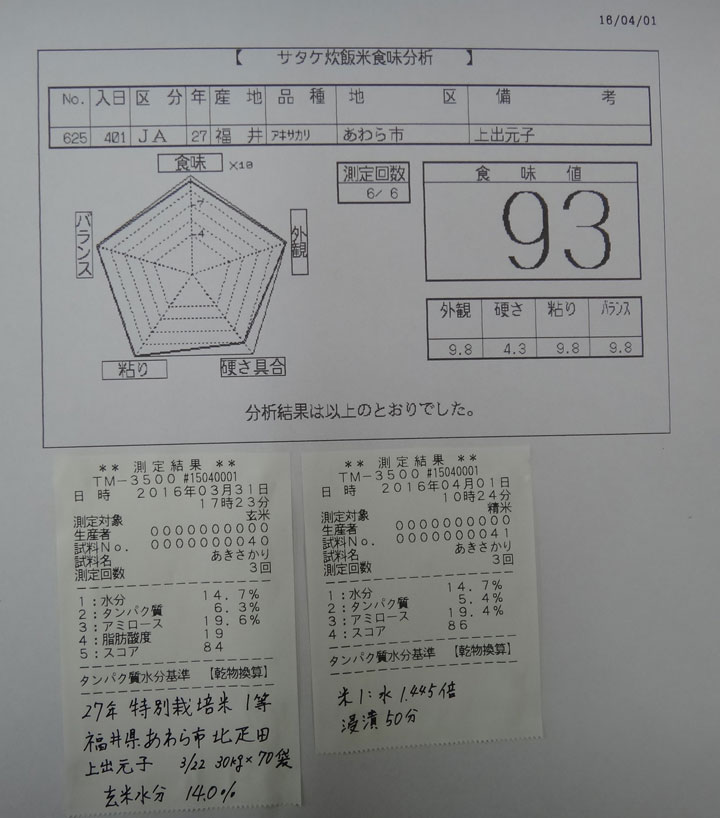 16/04/01
【 サタケ炊飯米食味分析 】
No. 入日 区分 年 産地 品種 地区 備考
625 401 JA 27 福井 アキサカリ あわら市 上出元子
食味 ×10
7
4
外観
硬さ具合
粘り
バランス
測定回数
6/ 6
食味値
93
外観 硬さ 粘り バランス
9.8 4.3 9.8 9.8
分析結果は以上のとおりでした。
** 測定結果 **
TM-3500 #15040001
日 時 2016年03月31日
17時23分
測定対象 玄米
生産者 0000000000
試料No. 0000000040
試料名 あきさかり
測定回数 3回
1:水分 14.7%
2:タンパク質 6.3%
3:アミロース 19.6%
4:脂肪酸度 19
5:スコア 84
タンパク質水分基準 【乾物換算】
27年 特別栽培米 1等
福井県あわら市北疋田
上出元子 3/22 30kg×70袋
玄米水分 14.0%
** 測定結果 **
TM-3500 #15040001
日 時 2016年04月01日
10時24分
測定対象 精米
生産者 0000000000
試料No. 0000000041
試料名 あきさかり
測定回数 3回
1:水分 14.7%
2:タンパク質 5.4%
3:アミロース 19.4%
4:スコア 86
タンパク質水分基準 【乾物換算】
米1:水1.445倍
浸漬50分